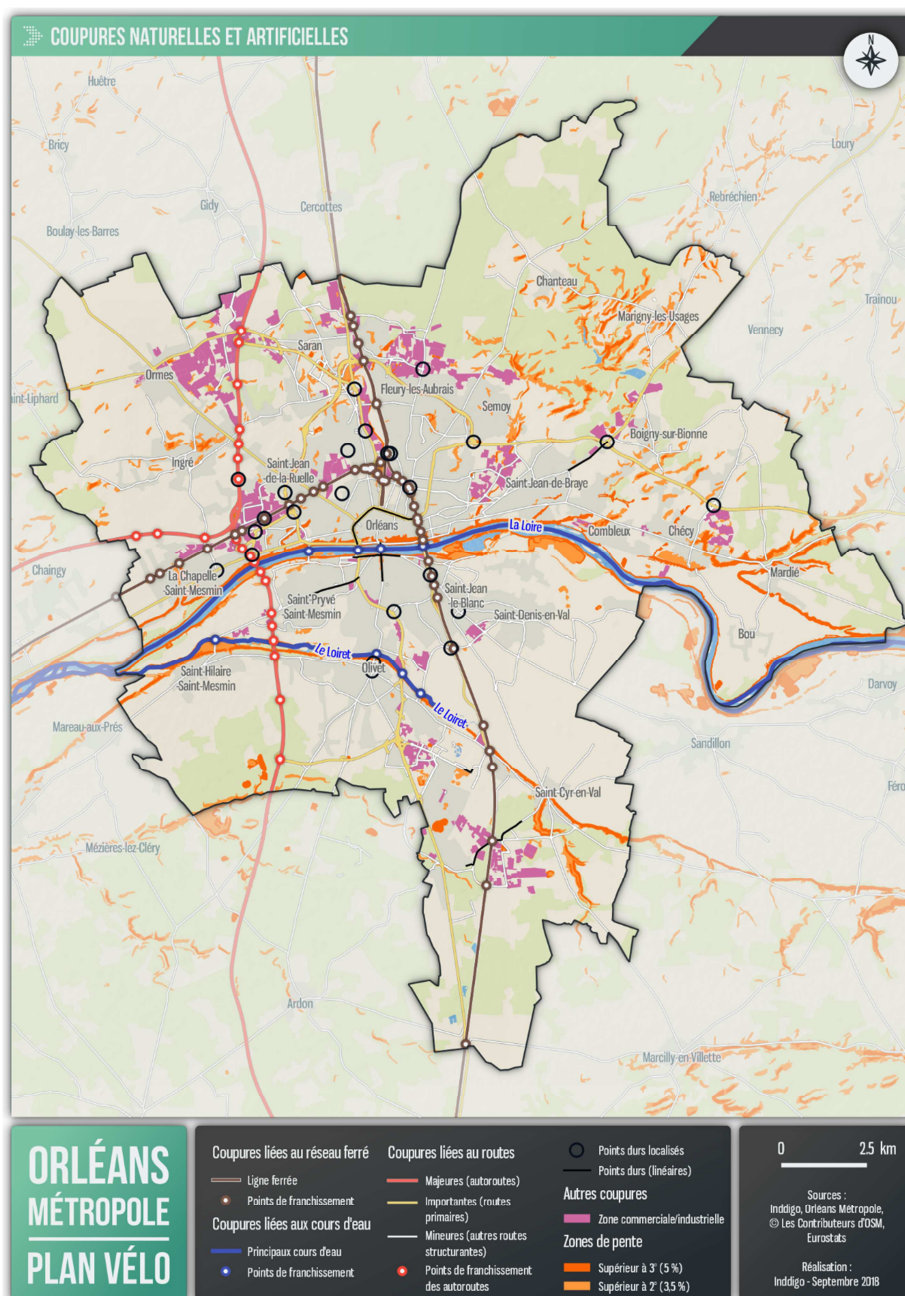 COUPURES NATURELLES ET ARTIFICIELLES
N
Huêtre
Bricy
Loury
Gidy
Cercottes
Rebréchien
Boulay-les-Barres
Chanteau
Traînou
Marigny-les-Usages
Vennecy
Saran
Ormes
int-Liphard
Fleury-les-Aubrais
Semoy
Boigny-sur-Bionne
Ingré
Saint-Jean
de-la-Ruelle
Saint-Jean-de-Braye
Orléans
La Loire
Combleux
Chécy
Chaingy
La Chapelle
Saint-Mesmin
Mardié
Saint-Jean
le-Blanc
Saint-Pryvé
Saint-Mesmin
Saint-Denis-en-Val
Bou
Le Loiret
Olivet
Saint-Hilaire
Saint-Mesmin
Darvoy
Le Loiret
Mareau-aux-Prés
Sandillon
Féro
Saint-Cyr-en-Val
Mézières-lez-Cléry
Ardon
Marcilly-en-Villette
ORLÉANS
MÉTROPOLE
PLAN VÉLO
Coupures liées au réseau ferré
Ligne ferrée
Points de franchissement
Coupures liées aux cours d'eau
Principaux cours d'eau
Points de franchissement
Coupures liées au routes
Majeures (autoroutes)
Importantes (routes
primaires)
Mineures (autres routes
structurantes)
Points de franchissement
des autoroutes
Points durs localisés
Points durs (linéaires)
Autres coupures
Zone commerciale/industrielle
Zones de pente
Supérieur à 3° (5 %)
Supérieur à 2° (3,5 %)
0 2.5 km
Sources :
Inddigo, Orléans Métropole,
© Les Contributeurs d'OSM,
Eurostats
Réalisation :
Inddigo - Septembre 2018